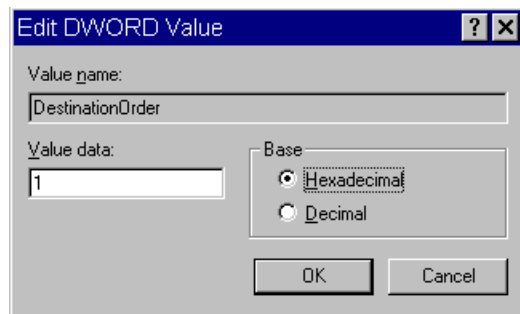 Edit DWORD Value
Value name:
DestinationOrder
Value data:
1
Base
Hexadecimal
Decimal
OK
Cancel